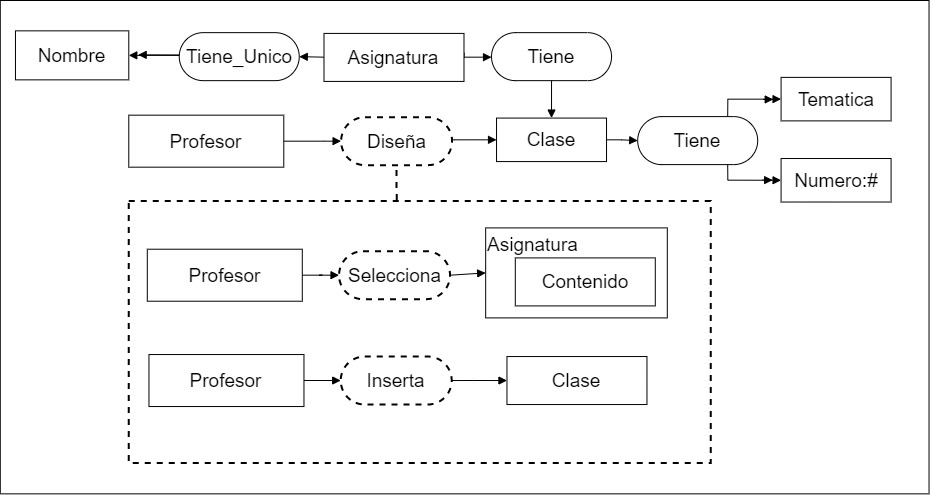 Nombre
Tiene_Unico
Asignatura
Tiene
Tematica
Profesor
Diseña
Clase
Tiene
Numero:#
Asignatura
Profesor
Selecciona
Contenido
Profesor
Inserta
Clase